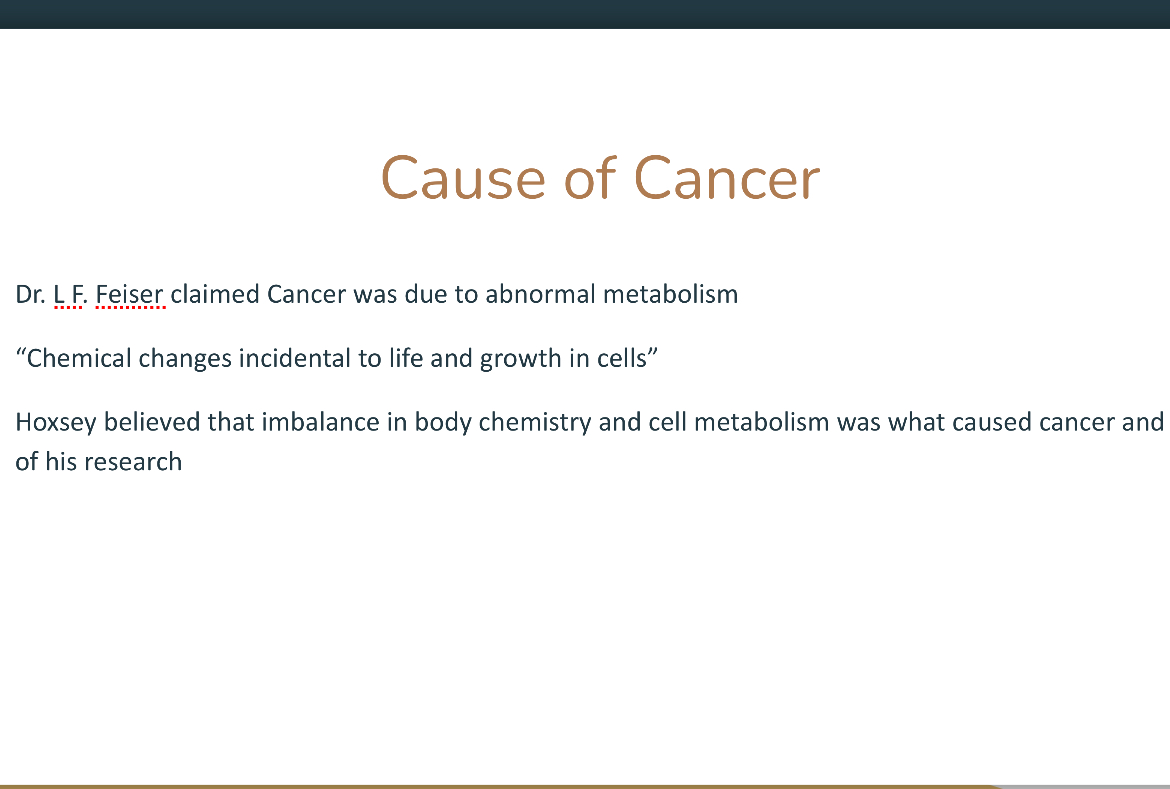 Cause of Cancer
Dr. L F. Feiser claimed Cancer was due to abnormal metabolism
“Chemical changes incidental to life and growth in cells”
Hoxsey believed that imbalance in body chemistry and cell metabolism was what caused cancer and
of his research